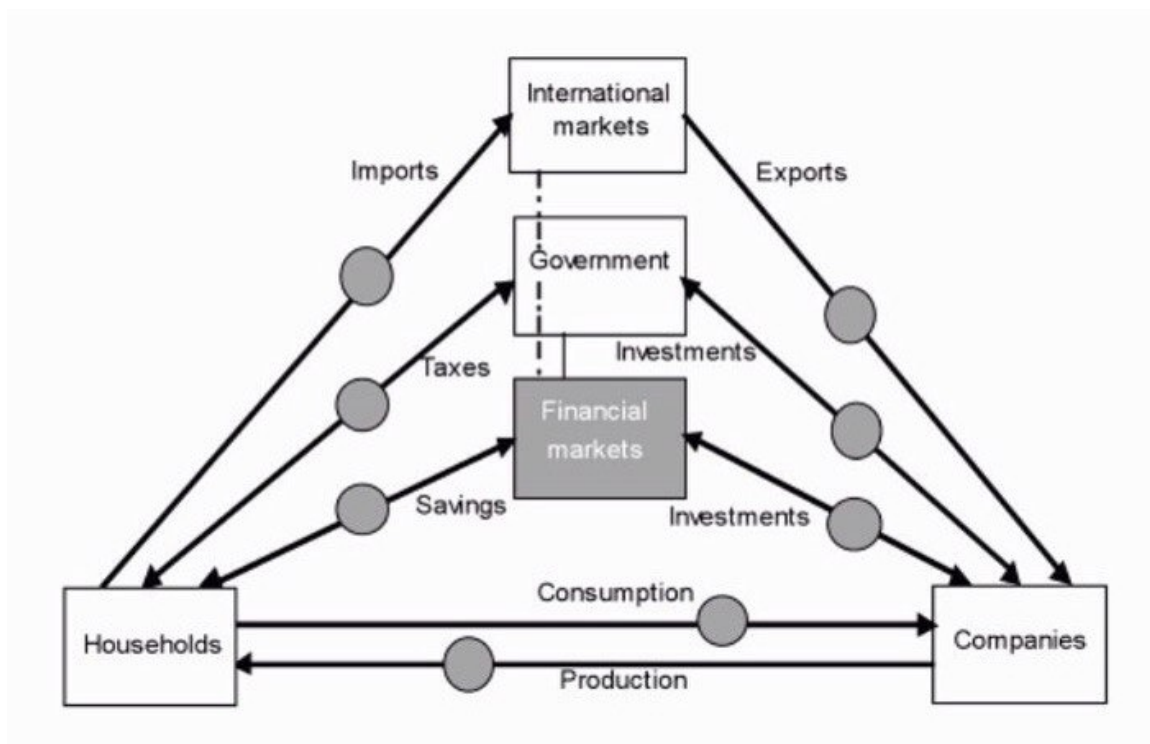 International
markets
Imports
Exports
Government
Taxes
Investments
Financial
markets
Savings
Investments
Consumption
Households
Companies
Production